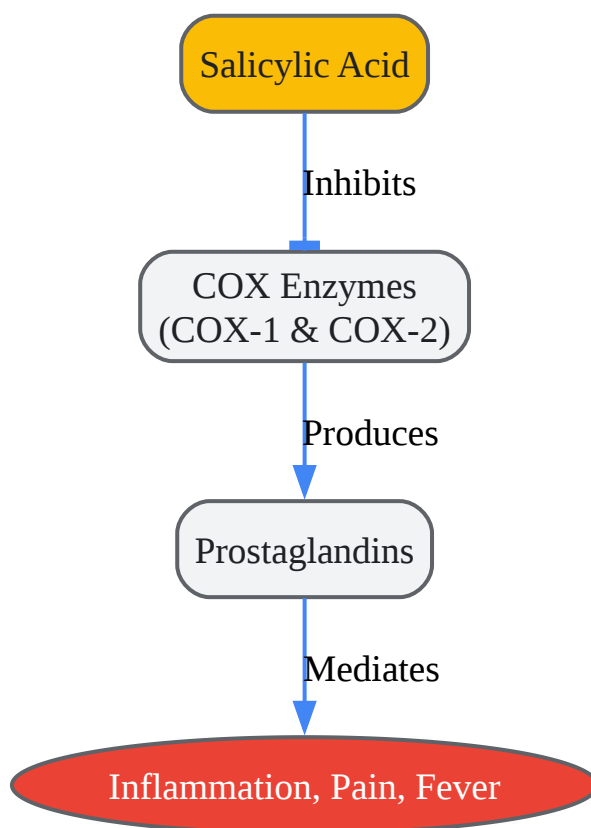 Salicylic Acid
Inhibits
COX Enzymes
(COX-1 & COX-2)
Produces
Prostaglandins
Mediates
Inflammation, Pain, Fever